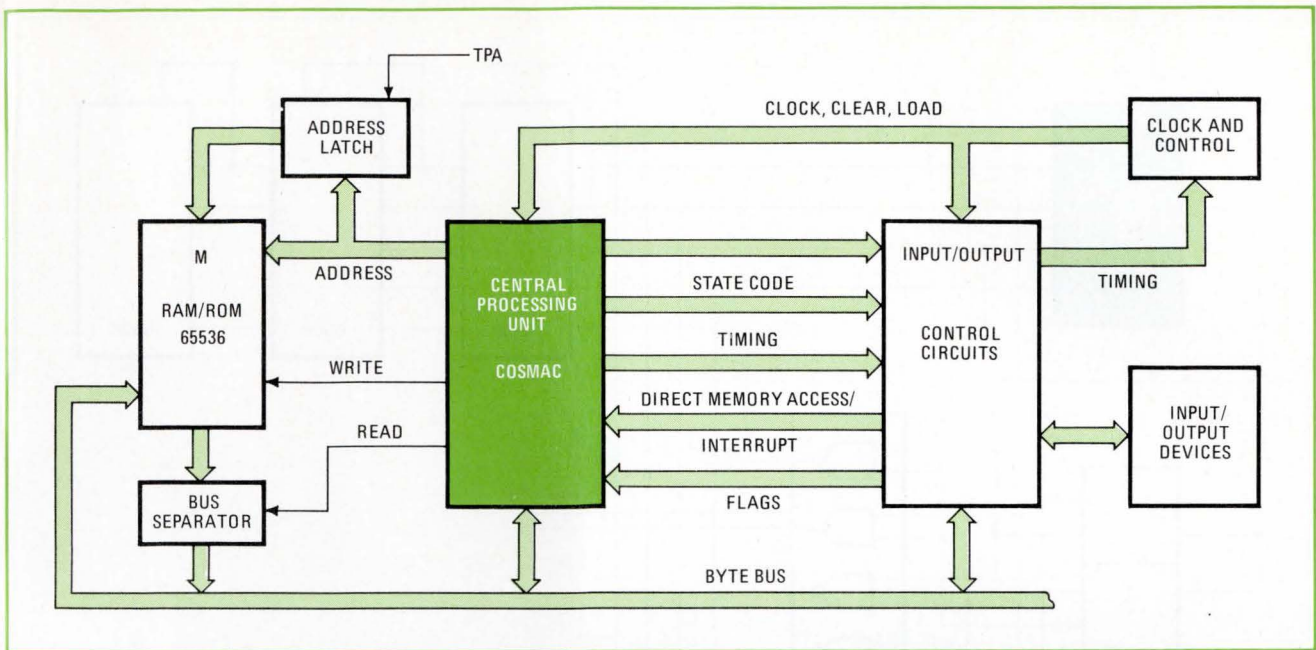 TPA
ADDRESS
LATCH
CLOCK, CLEAR, LOAD
CLOCK AND
CONTROL
M
RAM/ROM
65536
ADDRESS
CENTRAL
PROCESSING
UNIT
COSMAC
STATE CODE
TiMING
INPUT/OUTPUT
CONTROL
CIRCUITS
TIMING
WRITE
READ
DIRECT MEMORY ACCESS/
INTERRUPT
FLAGS
INPUT/
OUTPUT
DEVICES
BUS
SEPARATOR
BYTE BUS